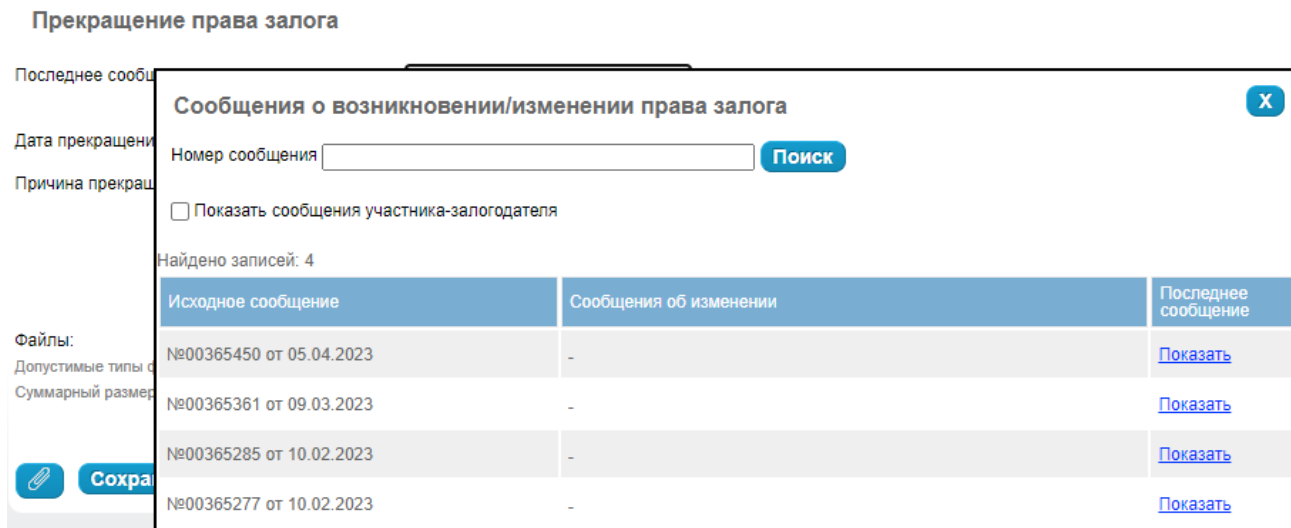 Прекращение права залога
Последнее сообщ
Сообщения о возникновении/изменении права залога
X
Дата прекращени
Номер сообщения
Поиск
Причина прекращ
Показать сообщения участника-залогодателя
Найдено записей: 4
Исходное сообщение Сообщения об изменении Последнее сообщение
Файлы:
№00365450 от 05.04.2023 - Показать
Допустимые типы
Суммарный размер
№00365361 от 09.03.2023 - Показать
№00365285 от 10.02.2023 - Показать
Сохра
№00365277 от 10.02.2023 - Показать